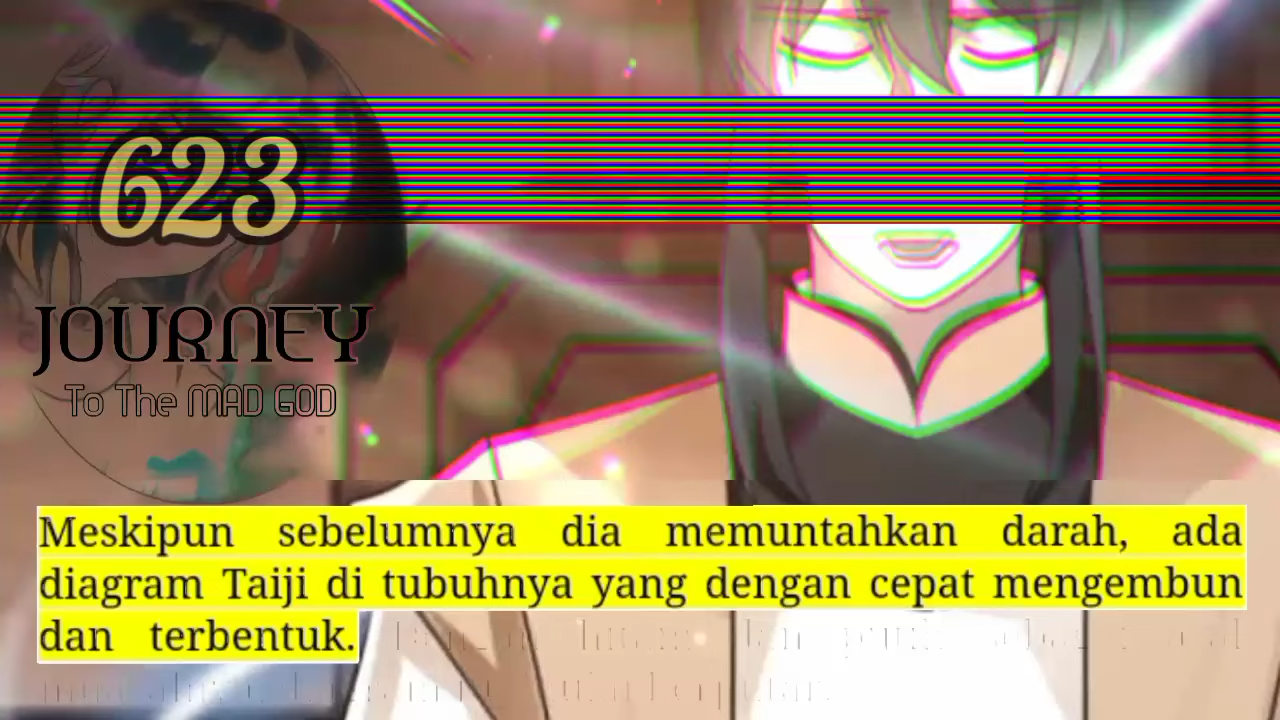 623
JOURNEY
To The MAD GOD
Meskipun sebelumnya dia memuntahkan darah, ada
diagram Taiji di tubuhnya yang dengan cepat mengembun
dan terbentuk.